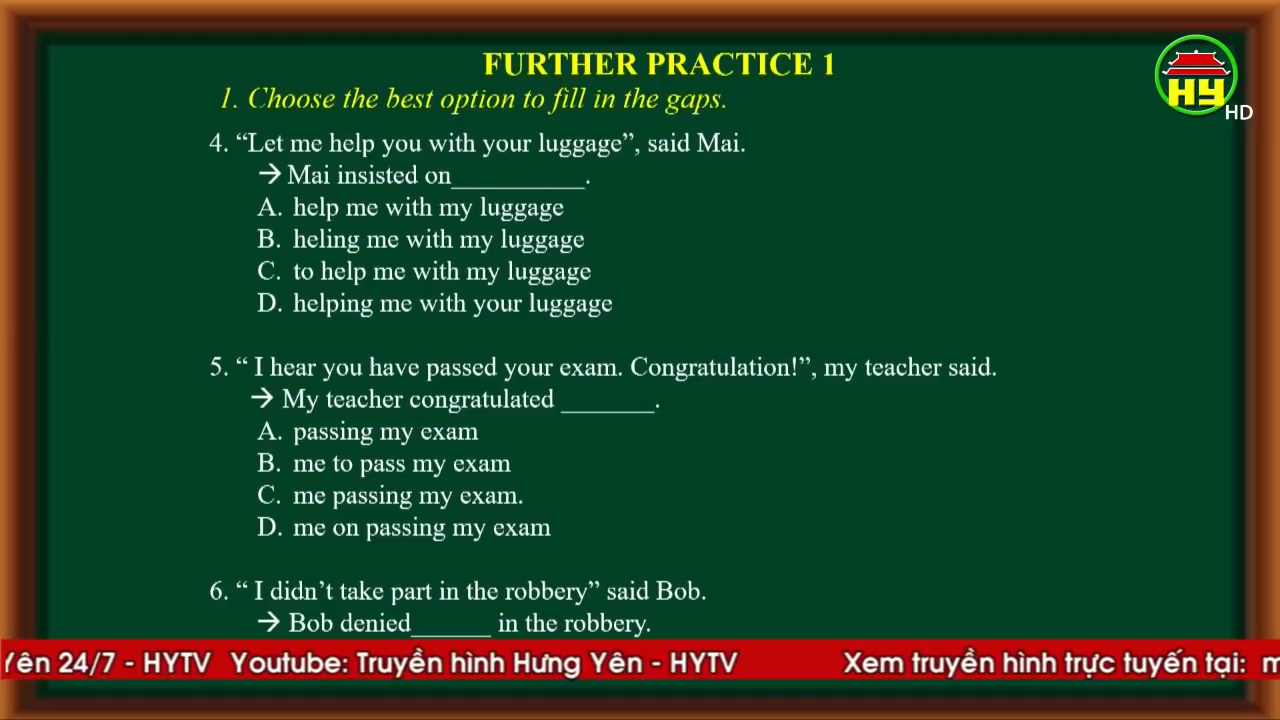 FURTHER PRACTICE 1
1. Choose the best option to fill in the gaps.
HY
HD
4. “Let me help you with your luggage”, said Mai.
→ Mai insisted on__________.
A. help me with my luggage
B. heling me with my luggage
C. to help me with my luggage
D. helping me with your luggage
5. “ I hear you have passed your exam. Congratulation!”, my teacher said.
→ My teacher congratulated _______.
A. passing my exam
B. me to pass my exam
C. me passing my exam.
D. me on passing my exam
6. “ I didn’t take part in the robbery” said Bob.
→ Bob denied______ in the robbery.
24/7 - HYTV Youtube: Truyền hình Hưng Yên - HYTV Xem truyền hình trực tuyến tại: